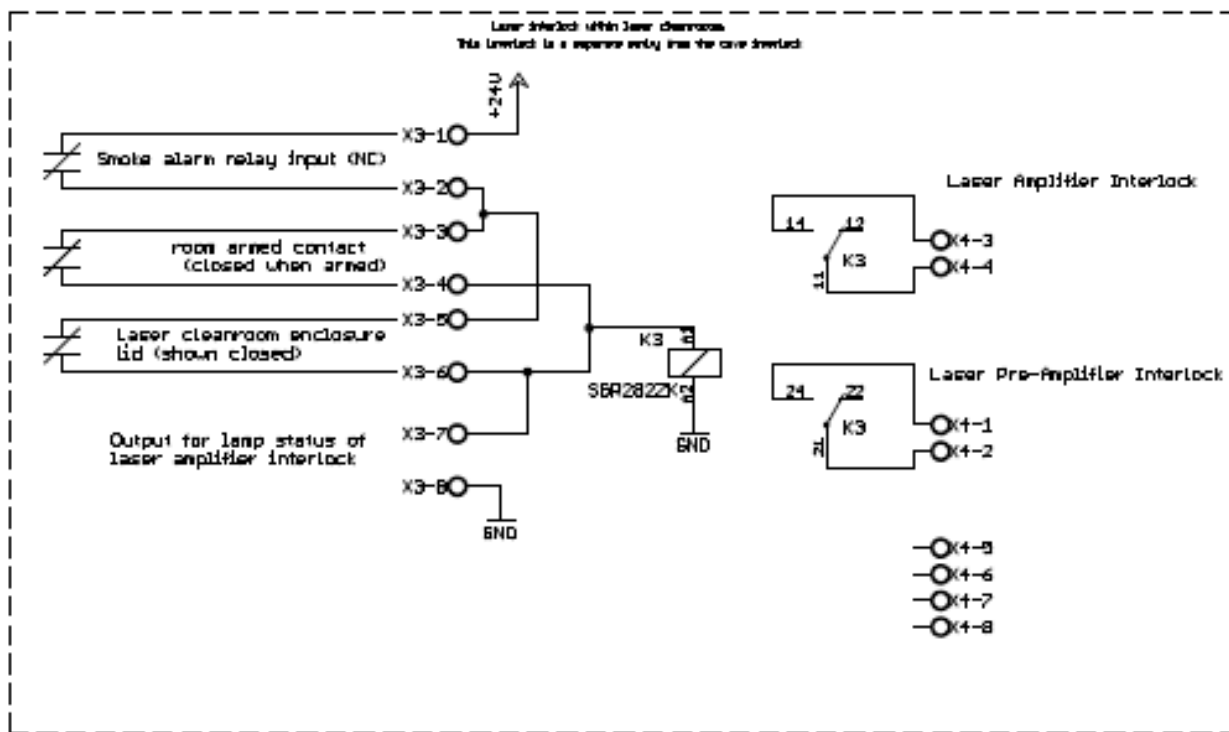 Laser interlock within laser cleanroom
This interlock is a separate entity from the cave interlock
+24V
X3-1
Smoke alarm relay input (NC)
X3-2
X3-3
room armed contact
(closed when armed)
X3-4
X3-5
Laser cleanroom enclosure
lid (shown closed)
X3-6
K3
GND
X3-7
Output for lamp status of
laser amplifier interlock
X3-8
GND
Laser Amplifier Interlock
14
12
11
K3
X4-3
X4-4
Laser Pre-Amplifier Interlock
24
22
21
K3
X4-1
X4-2
X4-5
X4-6
X4-7
X4-8